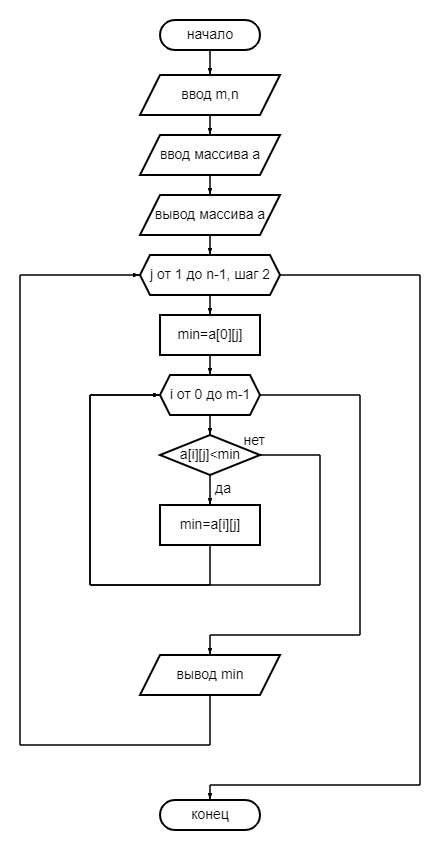 начало
ввод m,n
ввод массива a
вывод массива a
j от 1 до n-1, шаг 2
min=a[0][j]
i от 0 до m-1
нет
a[i][j]<min
да
min=a[i][j]
вывод min
конец